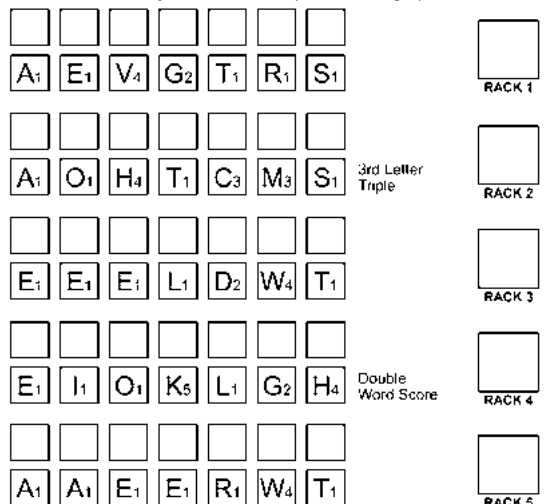 A1 E1 V4 G2 T1 R1 S1
RACK 1
A1 O1 H4 T1 C3 M3 S1
3rd Letter
Triple
RACK 2
E1 E1 E1 L1 D2 W4 T1
RACK 3
E1 I1 O1 K5 L1 G2 H4
Double
Word Score
RACK 4
A1 A1 E1 E1 R1 W4 T1
RACK 5